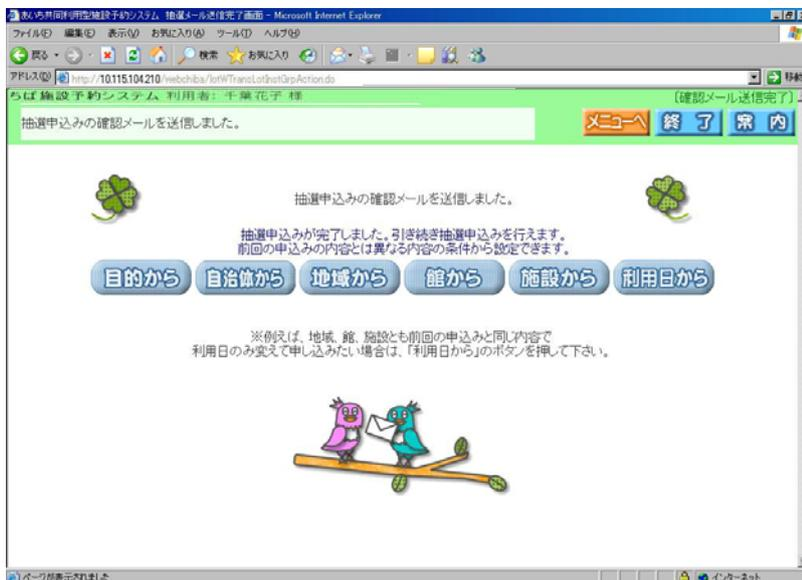 あいち共同利用型施設予約システム 抽選メール送信完了画面 - Microsoft Internet Explorer
ファイル(F) 編集(E) 表示(V) お気に入り(A) ツール(T) ヘルプ(H)
戻る 検索 お気に入り
アドレス(D) http://10.115.104.210/webchiba/lotWTransLotInstGrpAction.do 移動
ちば施設予約システム 利用者: 千葉花子 様 [確認メール送信完了]
抽選申込みの確認メールを送信しました。 メニューへ 終了 案内
抽選申込みの確認メールを送信しました。
抽選申込みが完了しました。引き続き抽選申込みを行えます。
前回の申込みの内容とは異なる内容の条件から設定できます。
目的から 自治体から 地域から 館から 施設から 利用日から
※例えば、地域、館、施設とも前回の申込みと同じ内容で
利用日のみ変えて申し込みたい場合は、「利用日から」のボタンを押して下さい。
ページが表示されました インターネット